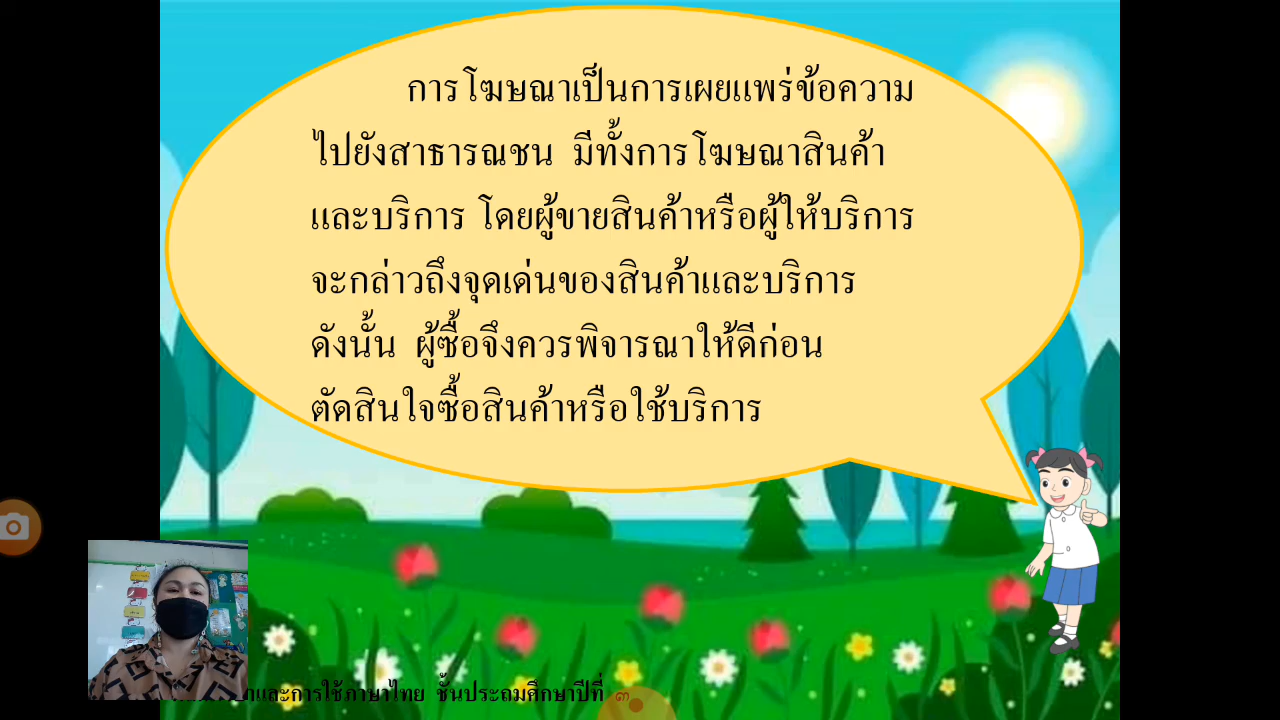 การโฆษณาเป็นการเผยแพร่ข้อความ
ไปยังสาธารณชน มีทั้งการโฆษณาสินค้า
และบริการ โดยผู้ขายสินค้าหรือผู้ให้บริการ
จะกล่าวถึงจุดเด่นของสินค้าและบริการ
ดังนั้น ผู้ซื้อจึงควรพิจารณาให้ดีก่อน
ตัดสินใจซื้อสินค้าหรือใช้บริการ
และการใช้ภาษาไทย ชั้นประถมศึกษาปีที่ ๓